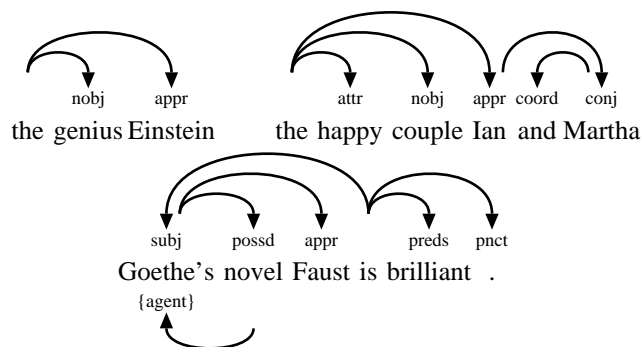 nobj appr
the genius Einstein
attr nobj appr coord conj
the happy couple Ian and Martha
subj possd appr preds pnct
Goethe's novel Faust is brilliant .
{agent}